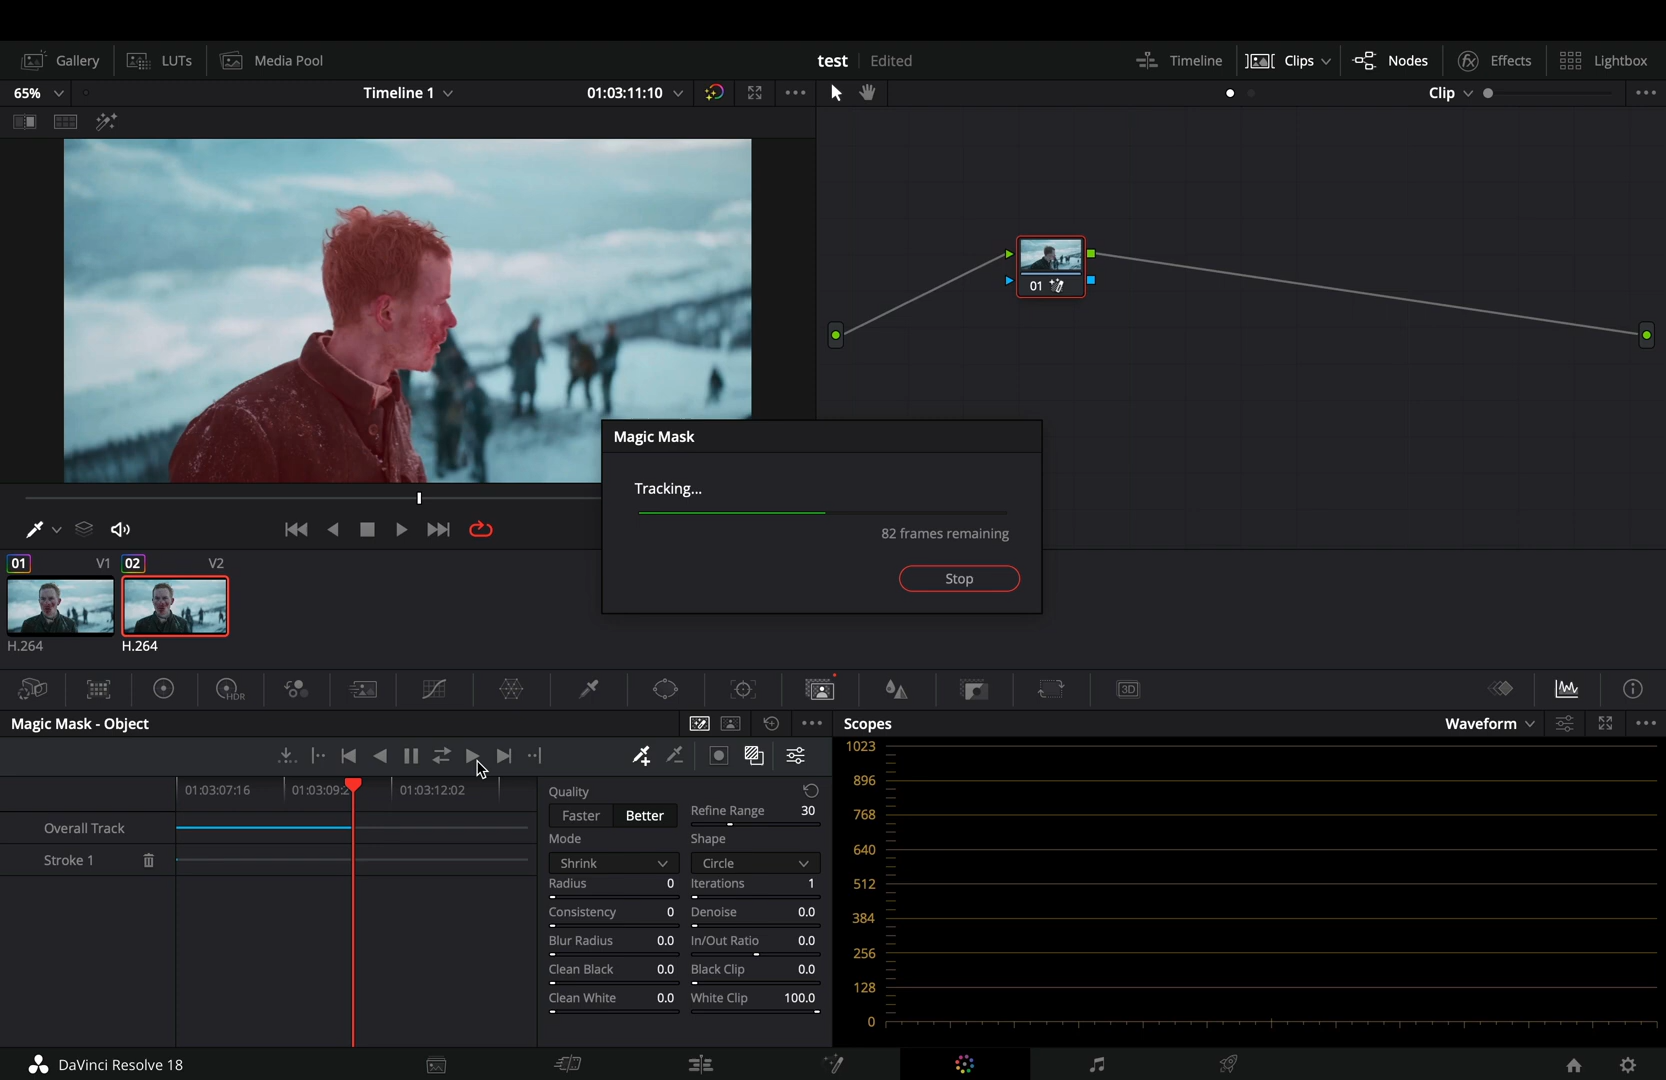 Gallery LUTs Media Pool test Edited Timeline Clips Nodes Effects Lightbox
65% Timeline 1 01:03:11:10 Clip
01
Magic Mask
Tracking...
82 frames remaining
Stop
01 V1 02 V2
H.264 H.264
HDR
3D
Magic Mask - Object
01:03:07:16 01:03:09:2 01:03:12:02
Overall Track
Stroke 1
Quality
Faster Better Refine Range 30
Mode Shape
Shrink Circle
Radius 0 Iterations 1
Consistency 0 Denoise 0.0
Blur Radius 0.0 In/Out Ratio 0.0
Clean Black 0.0 Black Clip 0.0
Clean White 0.0 White Clip 100.0
Scopes Waveform
1023
896
768
640
512
384
256
128
0
DaVinci Resolve 18